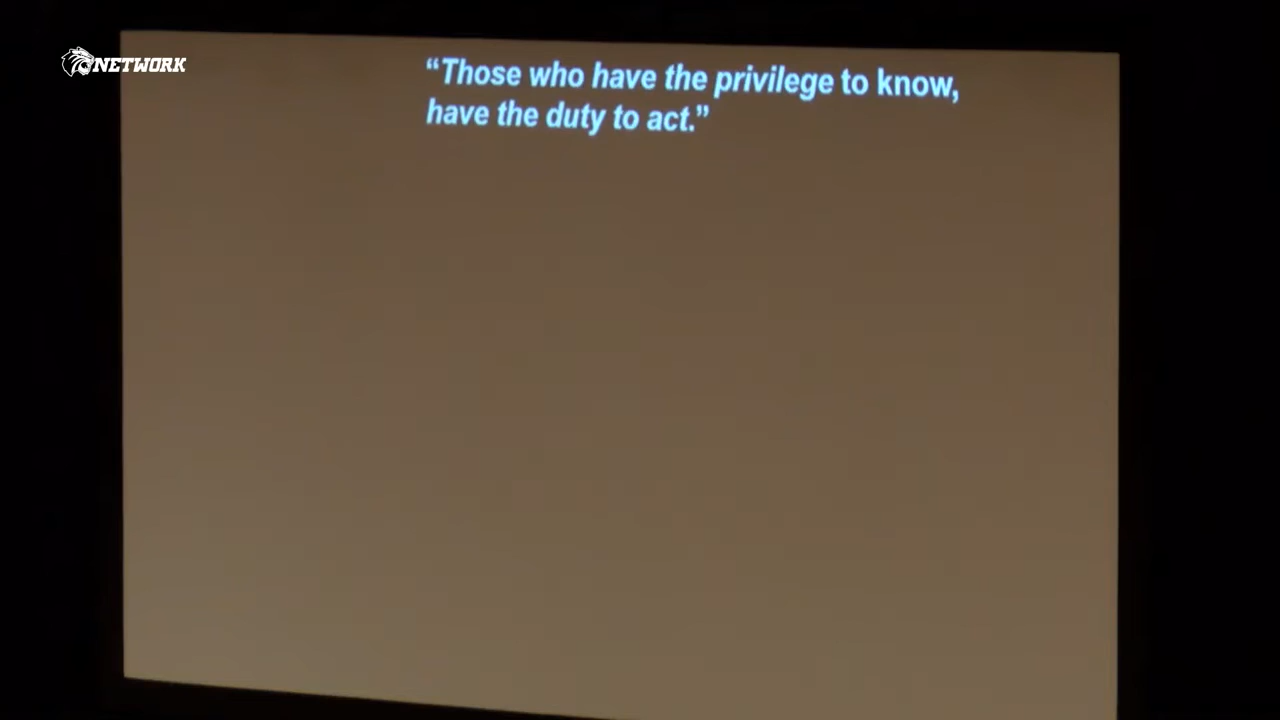 NETWORK
“Those who have the privilege to know,
have the duty to act.”